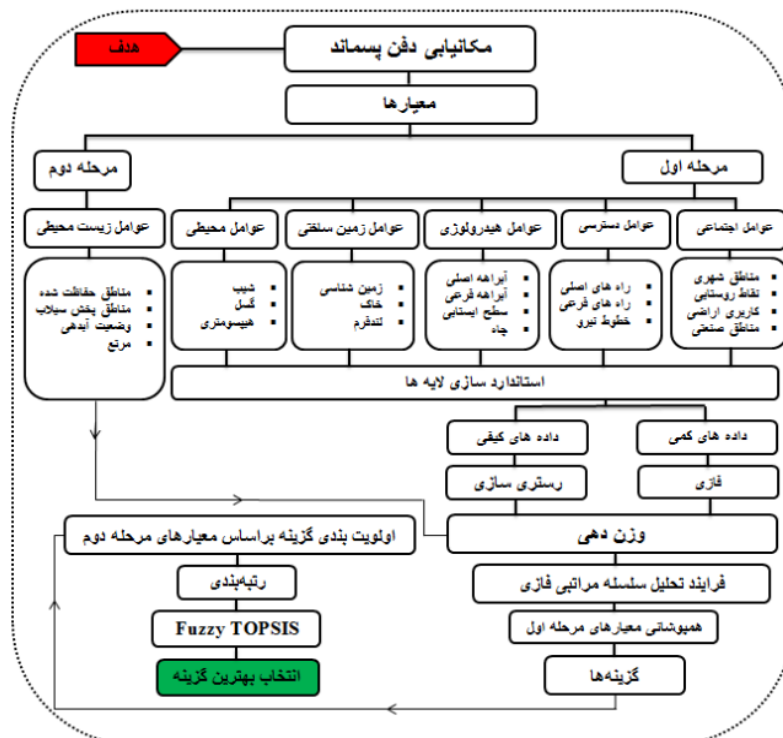 هدف
مکانیابی دفن پسماند
معیارها
مرحله اول
مرحله دوم
عوامل اجتماعی
عوامل دسترسی
عوامل هیدرولوژی
عوامل زمین ساختی
عوامل محیطی
عوامل زیست محیطی
▪ مناطق شهری
▪ نقاط روستایی
▪ کاربری اراضی
▪ مناطق صنعتی
▪ راه های اصلی
▪ راه های فرعی
▪ خطوط نیرو
▪ آبراهه اصلی
▪ آبراهه فرعی
▪ سطح ایستابی
▪ چاه
▪ زمین شناسی
▪ خاک
▪ لندفرم
▪ شیب
▪ گسل
▪ هیپسومتری
▪ مناطق حفاظت شده
▪ مناطق پخش سیلاب
▪ وضعیت آبدهی
▪ مرتع
استاندارد سازی لایه ها
داده های کمی
داده های کیفی
فازی
رستری سازی
وزن دهی
فرایند تحلیل سلسله مراتبی فازی
همپوشانی معیارهای مرحله اول
گزینه‌ها
اولویت بندی گزینه براساس معیارهای مرحله دوم
رتبه‌بندی
Fuzzy TOPSIS
انتخاب بهترین گزینه